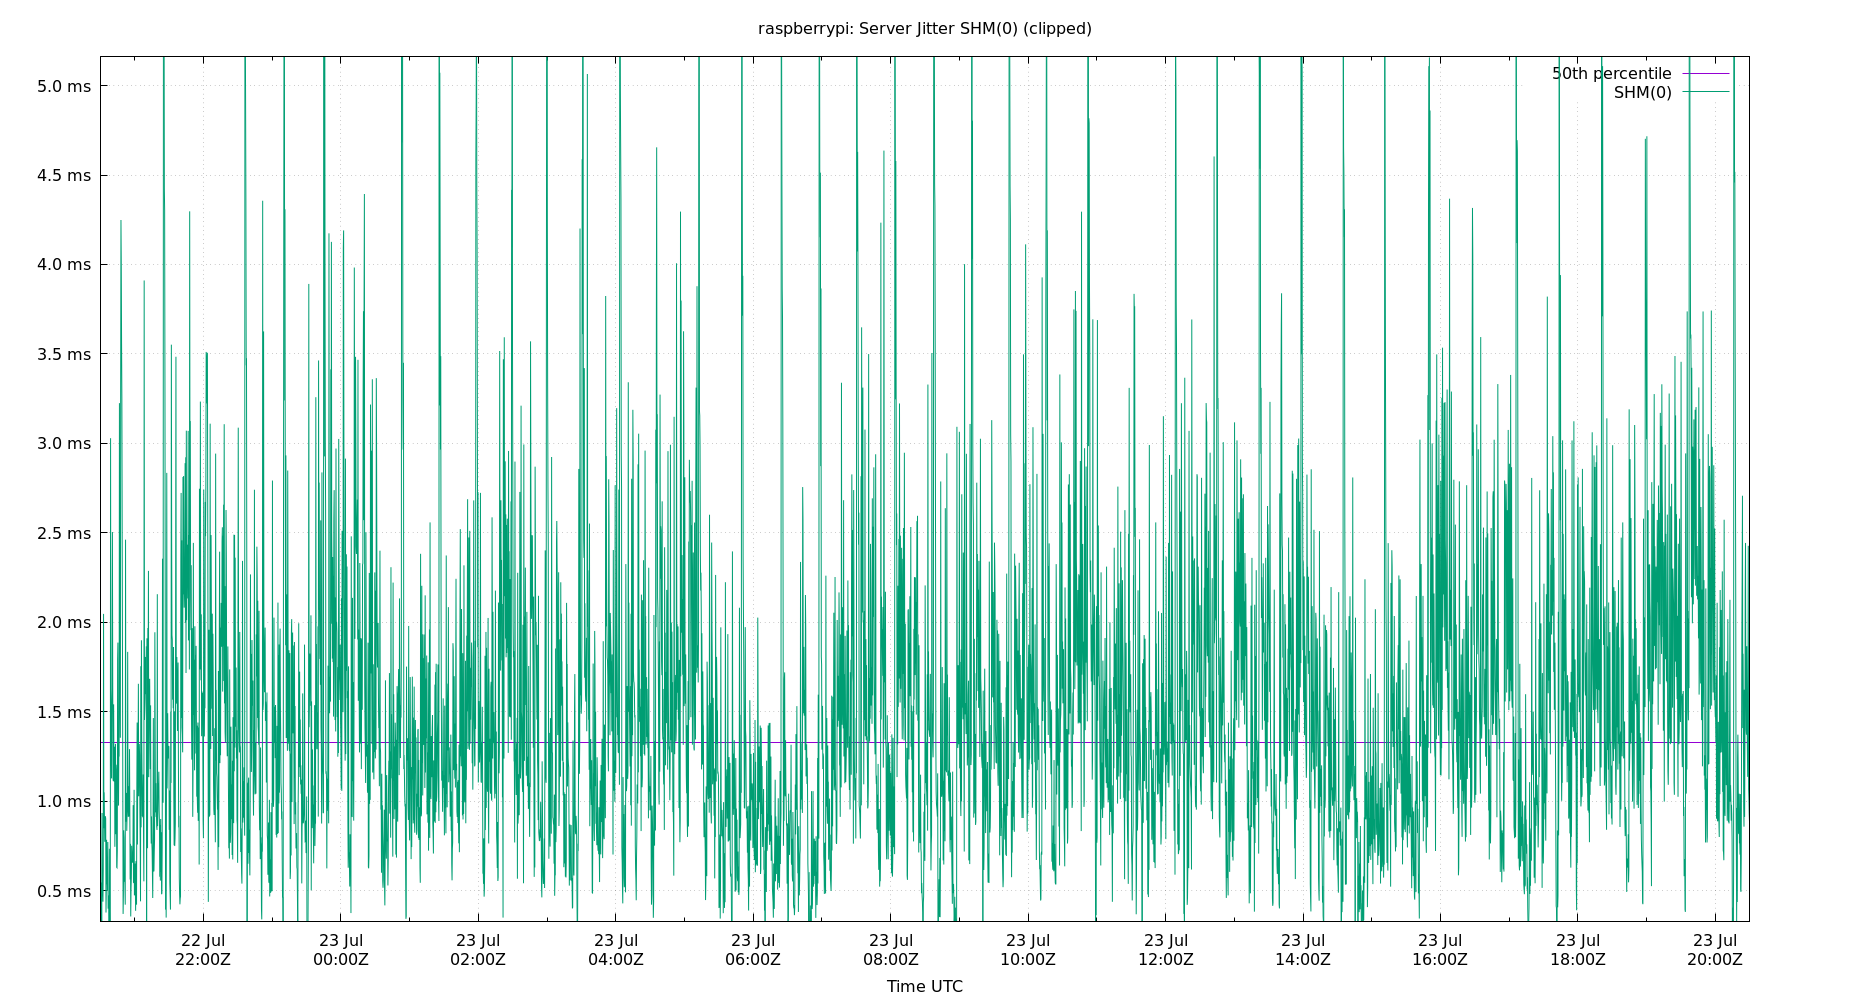 raspberrypi: Server Jitter SHM(0) (clipped)
50th percentile
SHM(0)
5.0 ms
4.5 ms
4.0 ms
3.5 ms
3.0 ms
2.5 ms
2.0 ms
1.5 ms
1.0 ms
0.5 ms
22 Jul 23 Jul 23 Jul 23 Jul 23 Jul 23 Jul 23 Jul 23 Jul 23 Jul 23 Jul 23 Jul 23 Jul
22:00Z 00:00Z 02:00Z 04:00Z 06:00Z 08:00Z 10:00Z 12:00Z 14:00Z 16:00Z 18:00Z 20:00Z
Time UTC